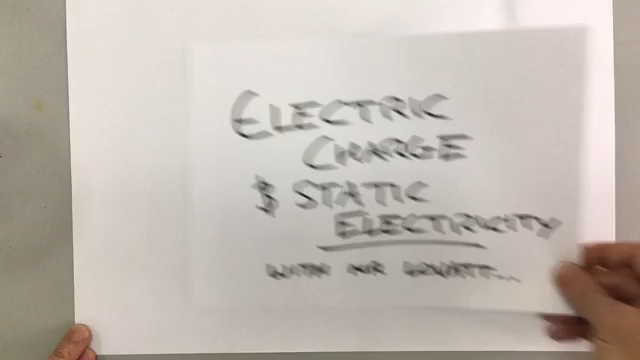 ELECTRIC
CHARGE
& STATIC
ELECTRICITY
WITH MR